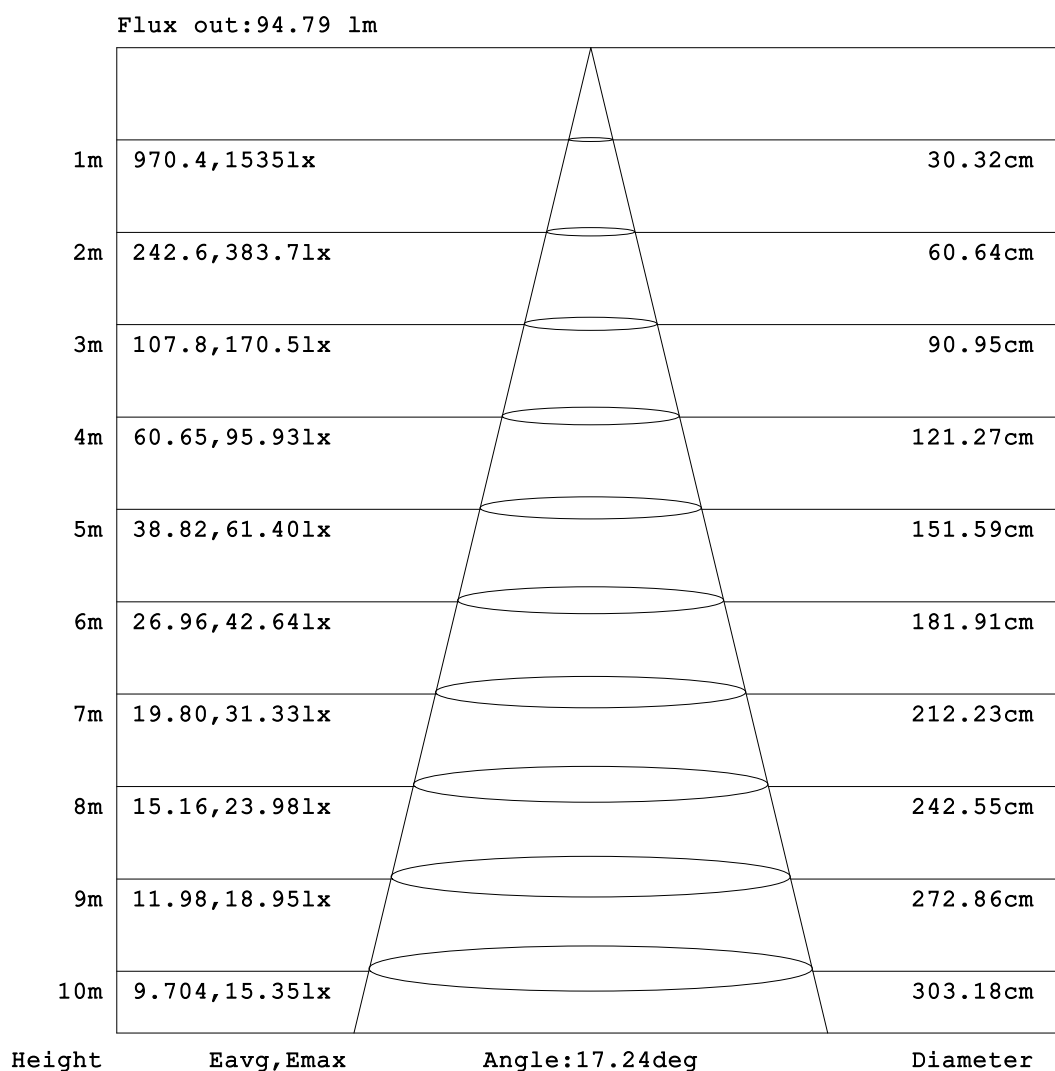 Flux out:94.79 lm
1m 970.4,1535lx 30.32cm
2m 242.6,383.7lx 60.64cm
3m 107.8,170.5lx 90.95cm
4m 60.65,95.93lx 121.27cm
5m 38.82,61.40lx 151.59cm
6m 26.96,42.64lx 181.91cm
7m 19.80,31.33lx 212.23cm
8m 15.16,23.98lx 242.55cm
9m 11.98,18.95lx 272.86cm
10m 9.704,15.35lx 303.18cm
Height Eavg,Emax Angle:17.24deg Diameter